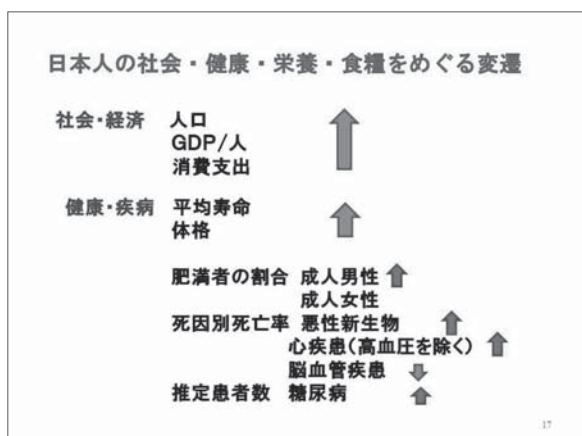 日本人の社会・健康・栄養・食糧をめぐる変遷
社会・経済 人口
GDP/人
消費支出
健康・疾病 平均寿命
体格
肥満者の割合 成人男性
成人女性
死因別死亡率 悪性新生物
心疾患(高血圧を除く)
脳血管疾患
推定患者数 糖尿病
17